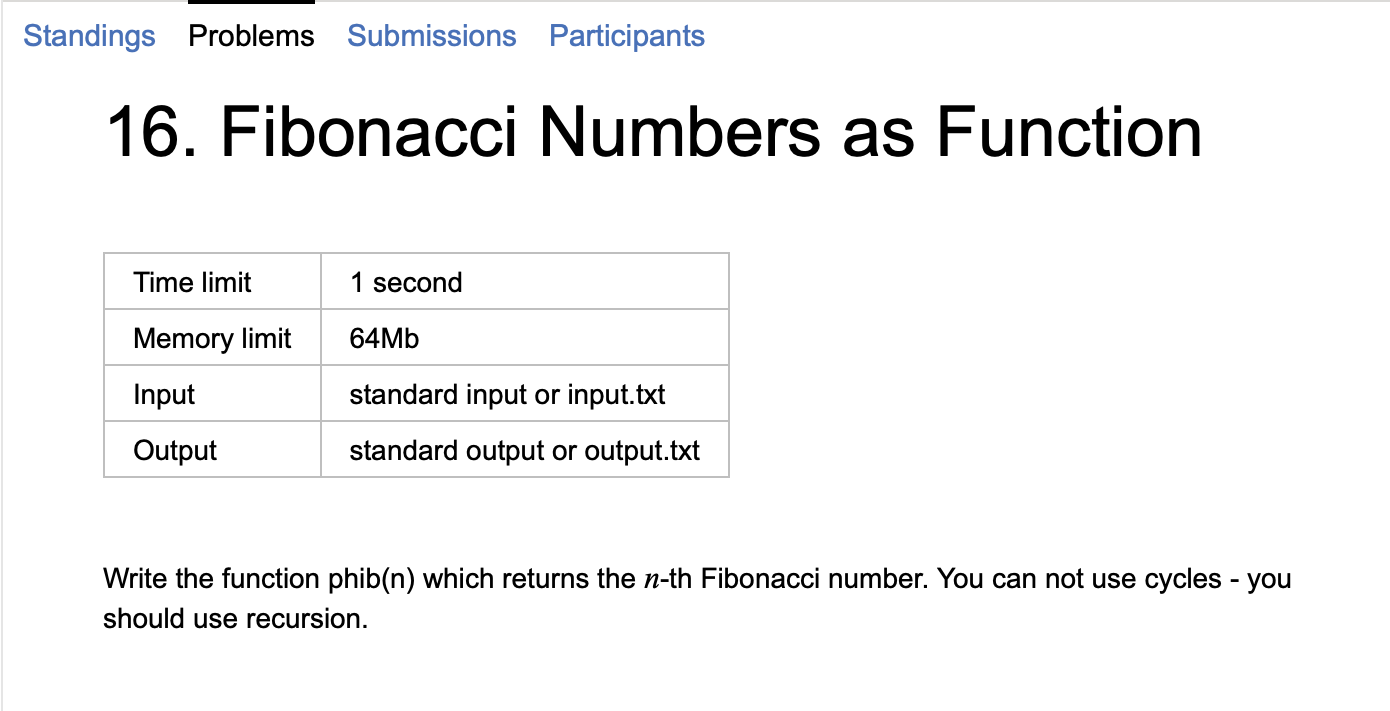 Standings Problems Submissions Participants
16. Fibonacci Numbers as Function
Time limit 1 second
Memory limit 64Mb
Input standard input or input.txt
Output standard output or output.txt
Write the function phib(n) which returns the n-th Fibonacci number. You can not use cycles - you
should use recursion.